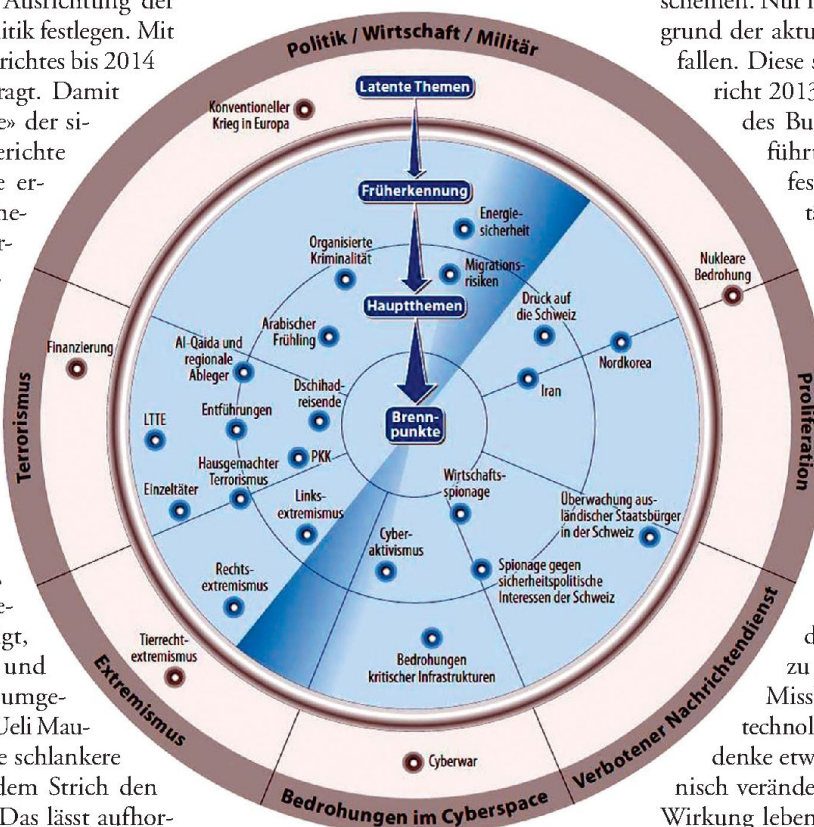 Ausrichtung der
itik festlegen. Mit
richtes bis 2014
ragt. Damit
e» der si-
erichte
e er-
ne-
r-
Politik / Wirtschaft / Militär
Latente Themen
Konventioneller
Krieg in Europa
Früherkennung
Energie-
sicherheit
Organisierte
Kriminalität
Migrations-
risiken
Hauptthemen
Druck auf
die Schweiz
Nukleare
Bedrohung
Arabischer
Frühling
Al-Qaida und
regionale
Ableger
Finanzierung
Nordkorea
Iran
Dschihad-
reisende
Brenn-
punkte
Entführungen
LTTE
Terrorismus
Proliferation
PKK
Hausgemachter
Terrorismus
Einzeltäter
Links-
extremismus
Wirtschafts-
spionage
Überwachung aus-
ländischer Staatsbürger
in der Schweiz
Cyber-
aktivismus
Spionage gegen
sicherheitspolitische
Interessen der Schweiz
Rechts-
extremismus
Bedrohungen
kritischer Infrastrukturen
Tierrecht-
extremismus
Cyberwar
Extremismus
Bedrohungen im Cyberspace
Verbotener Nachrichtendienst
e-
gt,
und
umge-
Ueli Mau-
e schlankere
dem Strich den
Das lässt aufhor-
scheinen. Nur
grund der aktu
fallen. Diese s
richt 2013
des Bu
führt
fes
tä
d
zu
Miss
technol
denke etw
nisch veränder
Wirkung leben